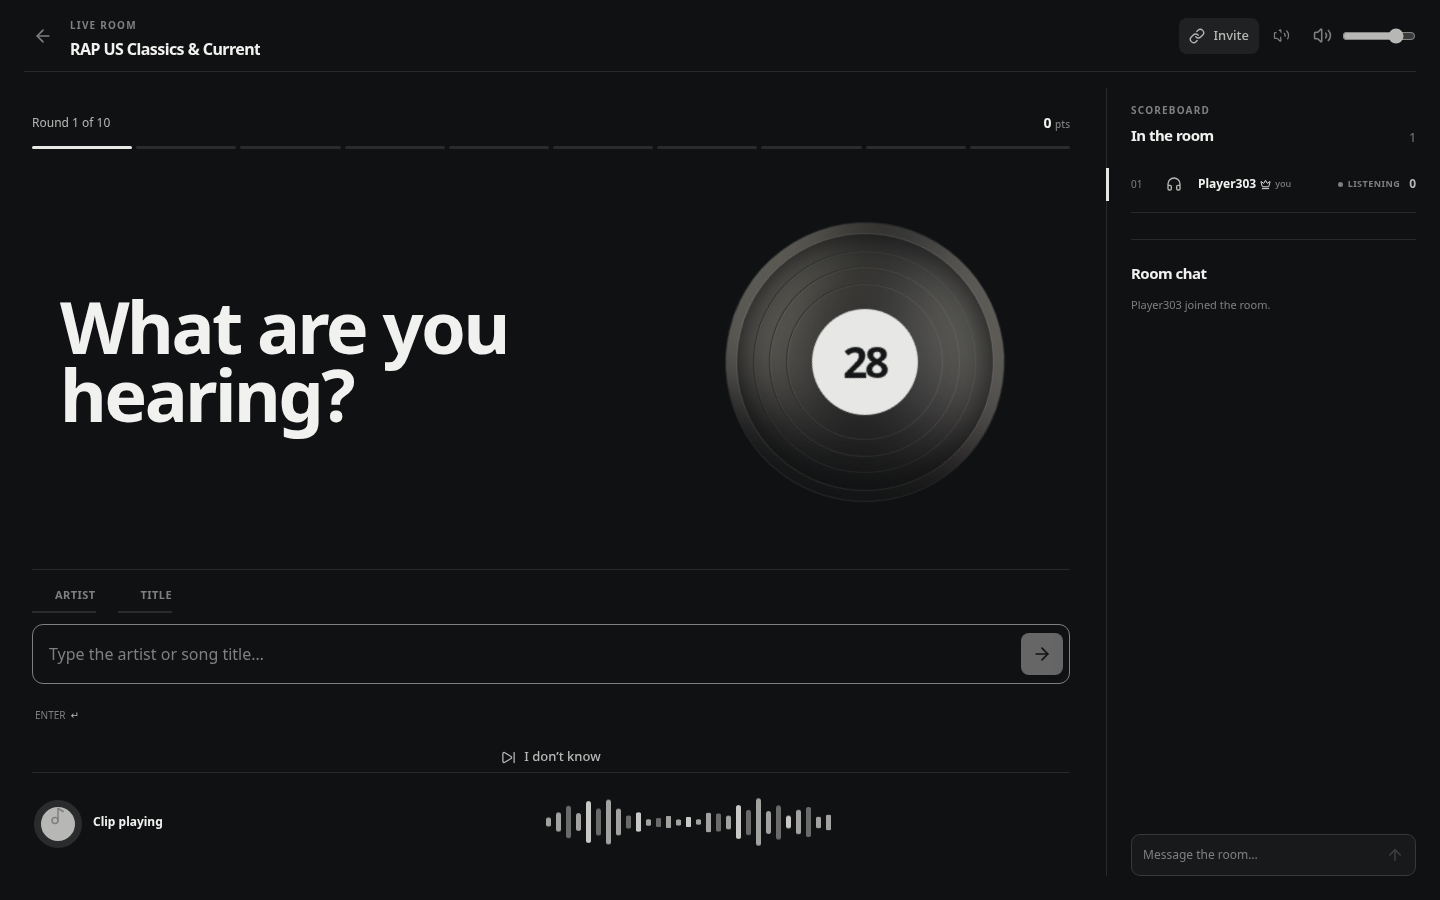 LIVE ROOM
RAP US Classics & Current
Invite
Round 1 of 10
0 pts
What are you
hearing?
28
ARTIST
TITLE
Type the artist or song title...
ENTER ↵
I don't know
Clip playing
SCOREBOARD
In the room
1
01
Player303
you
LISTENING
0
Room chat
Player303 joined the room.
Message the room...